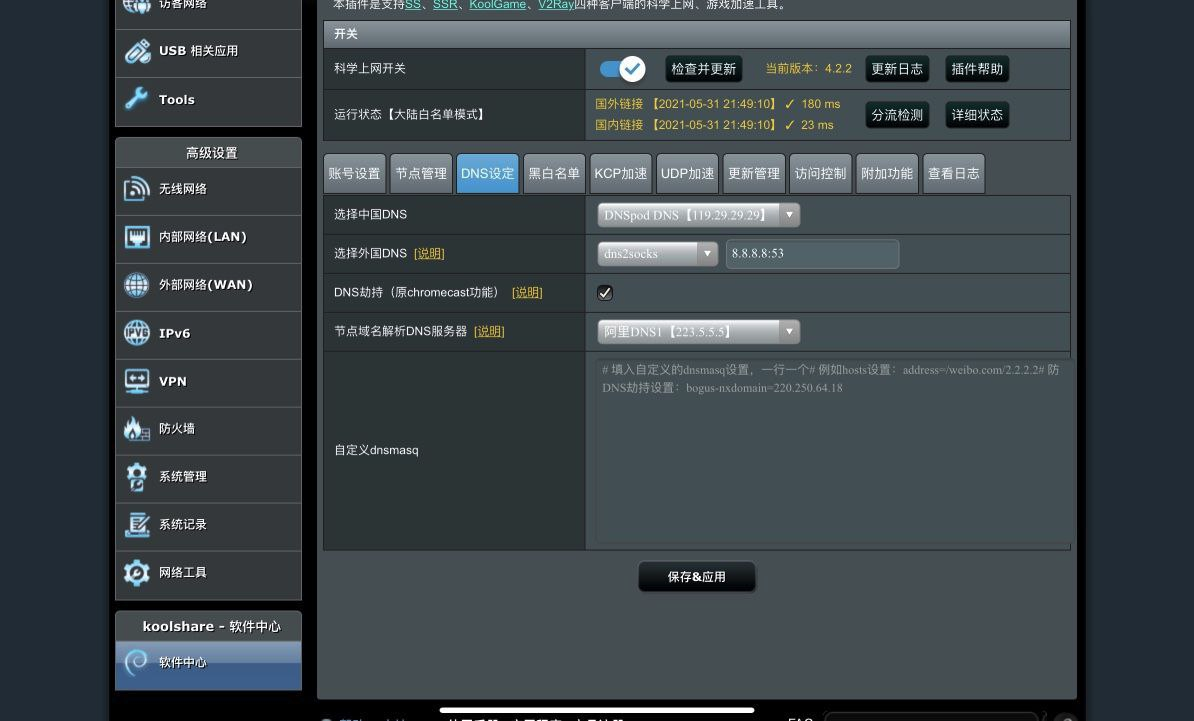 访客网络
USB 相关应用
Tools
高级设置
无线网络
内部网络(LAN)
外部网络(WAN)
IPv6
VPN
防火墙
系统管理
系统记录
网络工具
koolshare - 软件中心
软件中心
本插件是支持SS、SSR、KoolGame、V2Ray四种客户端的科学上网、游戏加速工具。
开关
科学上网开关 检查并更新 当前版本：4.2.2 更新日志 插件帮助
运行状态【大陆白名单模式】
国外链接 【2021-05-31 21:49:10】 ✓ 180 ms
国内链接 【2021-05-31 21:49:10】 ✓ 23 ms
分流检测 详细状态
账号设置 节点管理 DNS设定 黑白名单 KCP加速 UDP加速 更新管理 访问控制 附加功能 查看日志
选择中国DNS DNSpod DNS【119.29.29.29】
选择外国DNS [说明] dns2socks 8.8.8.8:53
DNS劫持（原chromecast功能） [说明]
节点域名解析DNS服务器 [说明] 阿里DNS1【223.5.5.5】
自定义dnsmasq
# 填入自定义的dnsmasq设置，一行一个# 例如hosts设置：address=/weibo.com/2.2.2.2# 防
DNS劫持设置：bogus-nxdomain=220.250.64.18
保存&应用